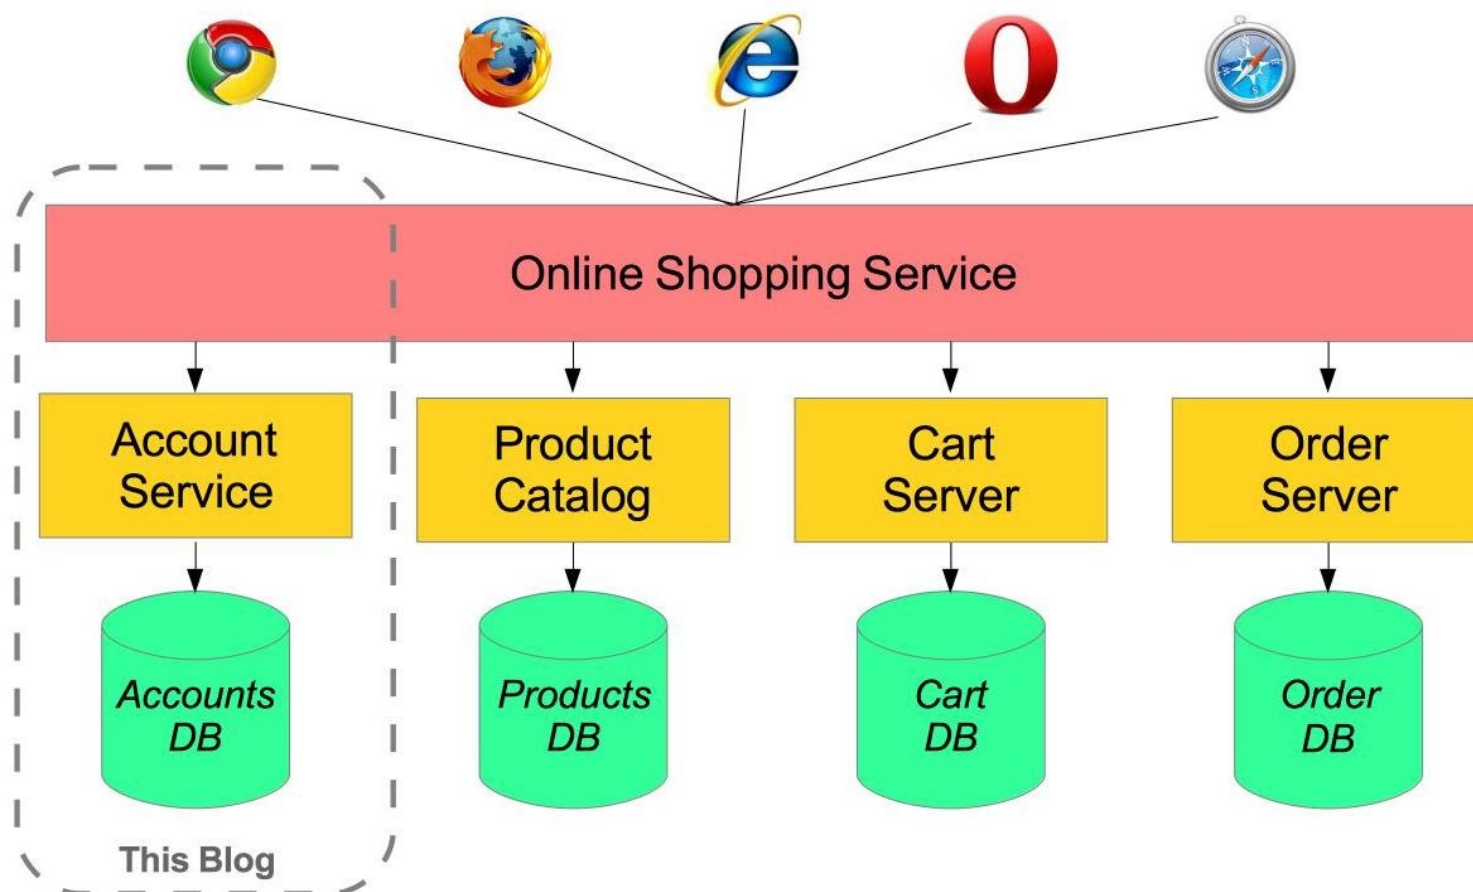 Online Shopping Service
Account
Service
Product
Catalog
Cart
Server
Order
Server
Accounts
DB
Products
DB
Cart
DB
Order
DB
This Blog